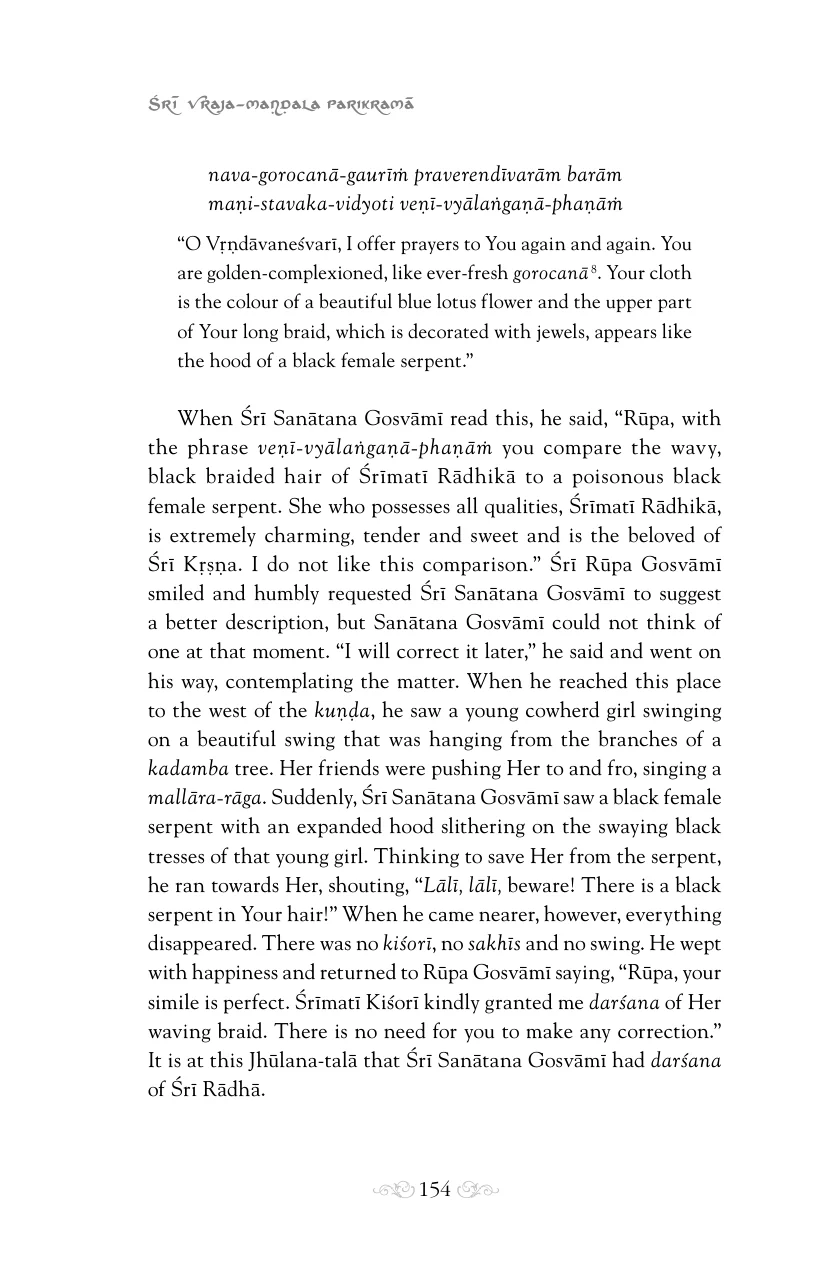 Śrī Vraja-maṇḍala Parikramā
nava-gorocanā-gaurīṁ praverendīvarām barām
maṇi-stavaka-vidyoti veṇī-vyālaṅgaṇā-phaṇāṁ
“O Vṛṇdāvaneśvarī, I offer prayers to You again and again. You
are golden-complexioned, like ever-fresh gorocanā⁸. Your cloth
is the colour of a beautiful blue lotus flower and the upper part
of Your long braid, which is decorated with jewels, appears like
the hood of a black female serpent.”
When Śrī Sanātana Gosvāmī read this, he said, “Rūpa, with
the phrase veṇī-vyālaṅgaṇā-phaṇāṁ you compare the wavy,
black braided hair of Śrīmatī Rādhikā to a poisonous black
female serpent. She who possesses all qualities, Śrīmatī Rādhikā,
is extremely charming, tender and sweet and is the beloved of
Śrī Kṛṣṇa. I do not like this comparison.” Śrī Rūpa Gosvāmī
smiled and humbly requested Śrī Sanātana Gosvāmī to suggest
a better description, but Sanātana Gosvāmī could not think of
one at that moment. “I will correct it later,” he said and went on
his way, contemplating the matter. When he reached this place
to the west of the kuṇḍa, he saw a young cowherd girl swinging
on a beautiful swing that was hanging from the branches of a
kadamba tree. Her friends were pushing Her to and fro, singing a
mallāra-rāga. Suddenly, Śrī Sanātana Gosvāmī saw a black female
serpent with an expanded hood slithering on the swaying black
tresses of that young girl. Thinking to save Her from the serpent,
he ran towards Her, shouting, “Lālī, lālī, beware! There is a black
serpent in Your hair!” When he came nearer, however, everything
disappeared. There was no kiśorī, no sakhīs and no swing. He wept
with happiness and returned to Rūpa Gosvāmī saying, “Rūpa, your
simile is perfect. Śrīmatī Kiśorī kindly granted me darśana of Her
waving braid. There is no need for you to make any correction.”
It is at this Jhūlana-talā that Śrī Sanātana Gosvāmī had darśana
of Śrī Rādhā.
154